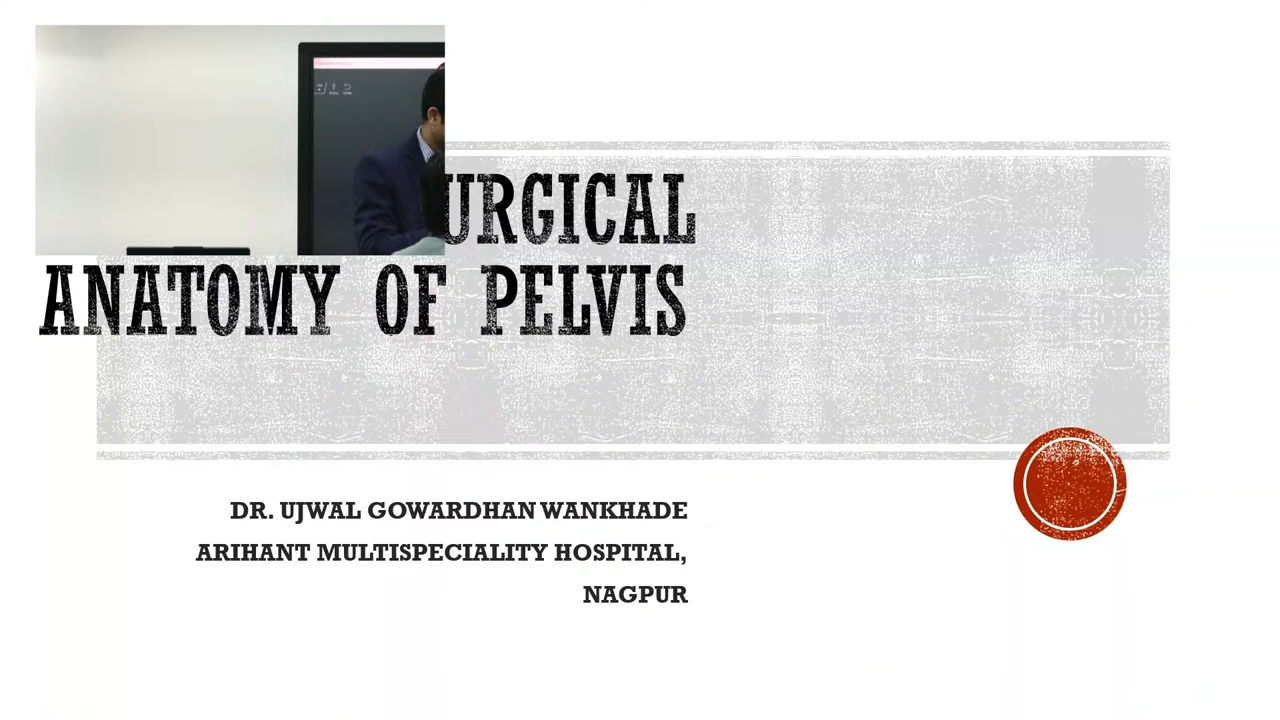 URGICAL
ANATOMY OF PELVIS
DR. UJWAL GOWARDHAN WANKHADE
ARIHANT MULTISPECIALITY HOSPITAL,
NAGPUR